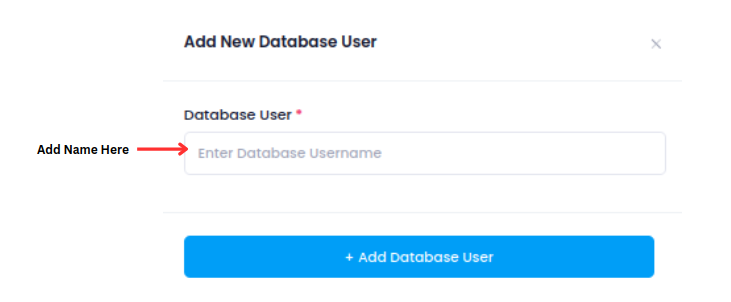 Add New Database User
×
Database User *
Add Name Here
Enter Database Username
+ Add Database User